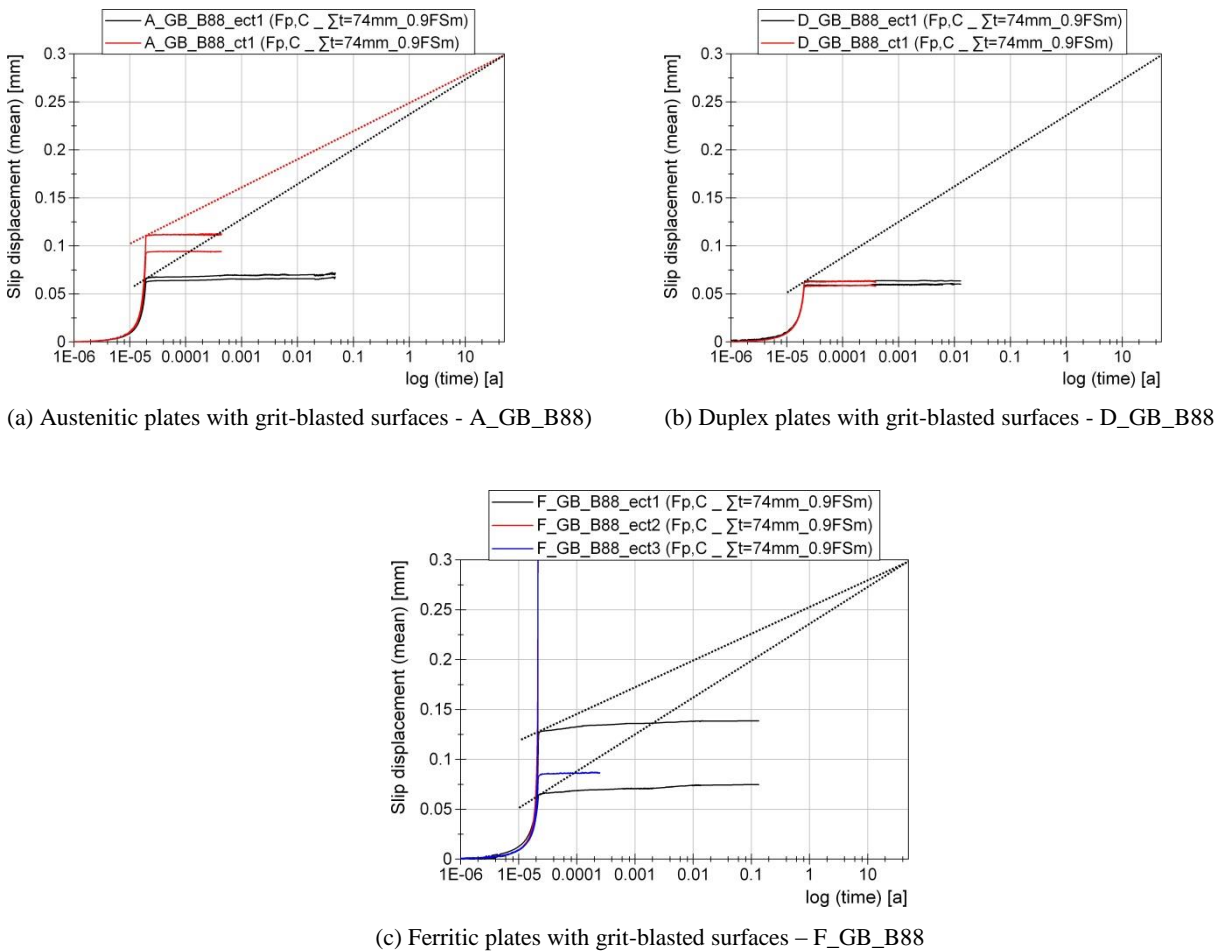 A_GB_B88_ect1 (Fp,C _ ∑t=74mm_0.9FSm)
A_GB_B88_ct1 (Fp,C _ ∑t=74mm_0.9FSm)
Slip displacement (mean) [mm]
0.3
0.25
0.2
0.15
0.1
0.05
0
1E-06 1E-05 0.0001 0.001 0.01 0.1 1 10
log (time) [a]
(a) Austenitic plates with grit-blasted surfaces - A_GB_B88)
D_GB_B88_ect1 (Fp,C _ ∑t=74mm_0.9FSm)
D_GB_B88_ct1 (Fp,C _ ∑t=74mm_0.9FSm)
Slip displacement (mean) [mm]
0.3
0.25
0.2
0.15
0.1
0.05
0
1E-06 1E-05 0.0001 0.001 0.01 0.1 1 10
log (time) [a]
(b) Duplex plates with grit-blasted surfaces - D_GB_B88
F_GB_B88_ect1 (Fp,C _ ∑t=74mm_0.9FSm)
F_GB_B88_ect2 (Fp,C _ ∑t=74mm_0.9FSm)
F_GB_B88_ect3 (Fp,C _ ∑t=74mm_0.9FSm)
Slip displacement (mean) [mm]
0.3
0.25
0.2
0.15
0.1
0.05
0
1E-06 1E-05 0.0001 0.001 0.01 0.1 1 10
log (time) [a]
(c) Ferritic plates with grit-blasted surfaces – F_GB_B88